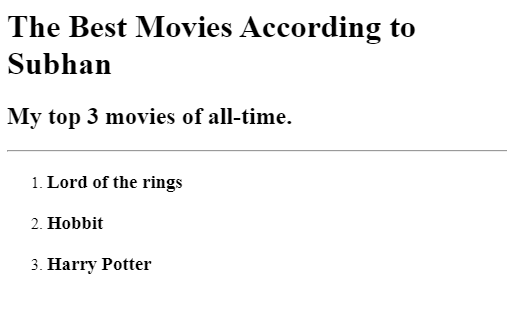 The Best Movies According to
Subhan
My top 3 movies of all-time.
1. Lord of the rings
2. Hobbit
3. Harry Potter